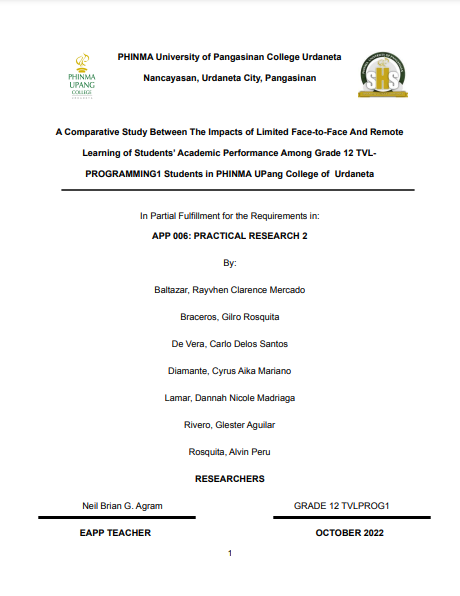 PHINMA University of Pangasinan College Urdaneta
Nancayasan, Urdaneta City, Pangasinan
PHINMA
UPANG
COLLEGE
URDANETA
SHS
A Comparative Study Between The Impacts of Limited Face-to-Face And Remote
Learning of Students' Academic Performance Among Grade 12 TVL-
PROGRAMMING1 Students in PHINMA UPang College of Urdaneta
In Partial Fulfillment for the Requirements in:
APP 006: PRACTICAL RESEARCH 2
By:
Baltazar, Rayvhen Clarence Mercado
Braceros, Gilro Rosquita
De Vera, Carlo Delos Santos
Diamante, Cyrus Aika Mariano
Lamar, Dannah Nicole Madriaga
Rivero, Glester Aguilar
Rosquita, Alvin Peru
RESEARCHERS
Neil Brian G. Agram GRADE 12 TVLPROG1
EAPP TEACHER OCTOBER 2022
1